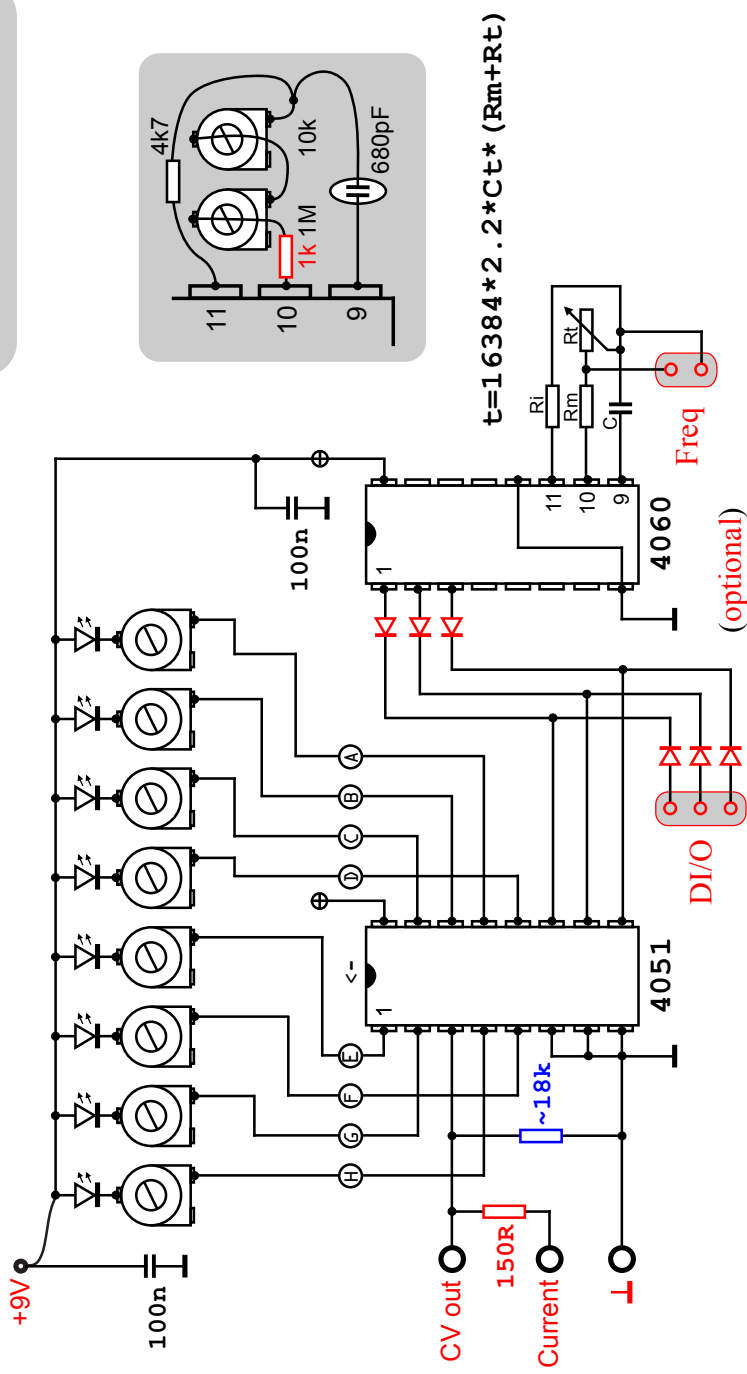 4k7
10k
1M
1k
680pF
11
10
9
t=16384*2.2*Ct*(Rm+Rt)
+9V
100n
100n
A
B
C
D
E
F
G
H
<-
1
4051
1
11
10
9
4060
Ri
Rm
Rt
C
Freq
(optional)
DI/O
~18k
150R
CV out
Current